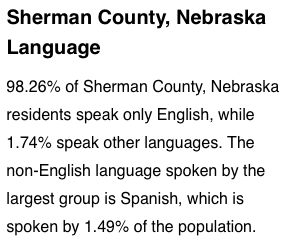 Sherman County, Nebraska
Language
98.26% of Sherman County, Nebraska
residents speak only English, while
1.74% speak other languages. The
non-English language spoken by the
largest group is Spanish, which is
spoken by 1.49% of the population.